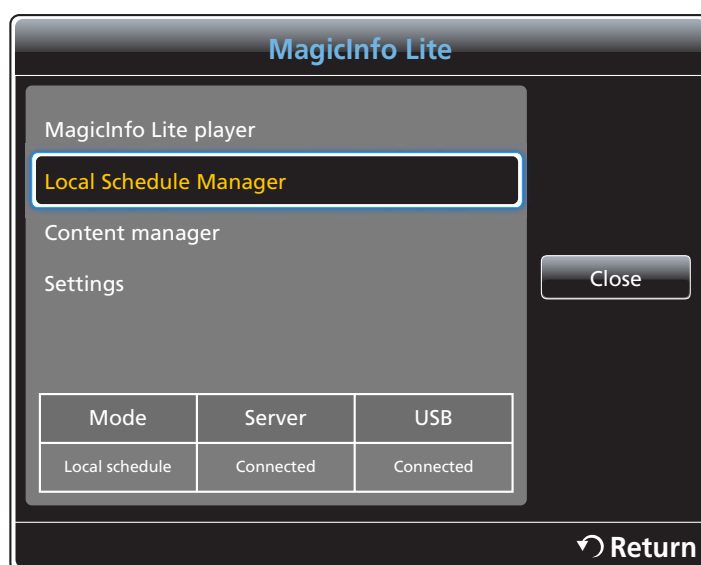 MagicInfo Lite
MagicInfo Lite player
Local Schedule Manager
Content manager
Settings
Close
Mode Server USB
Local schedule Connected Connected
Return